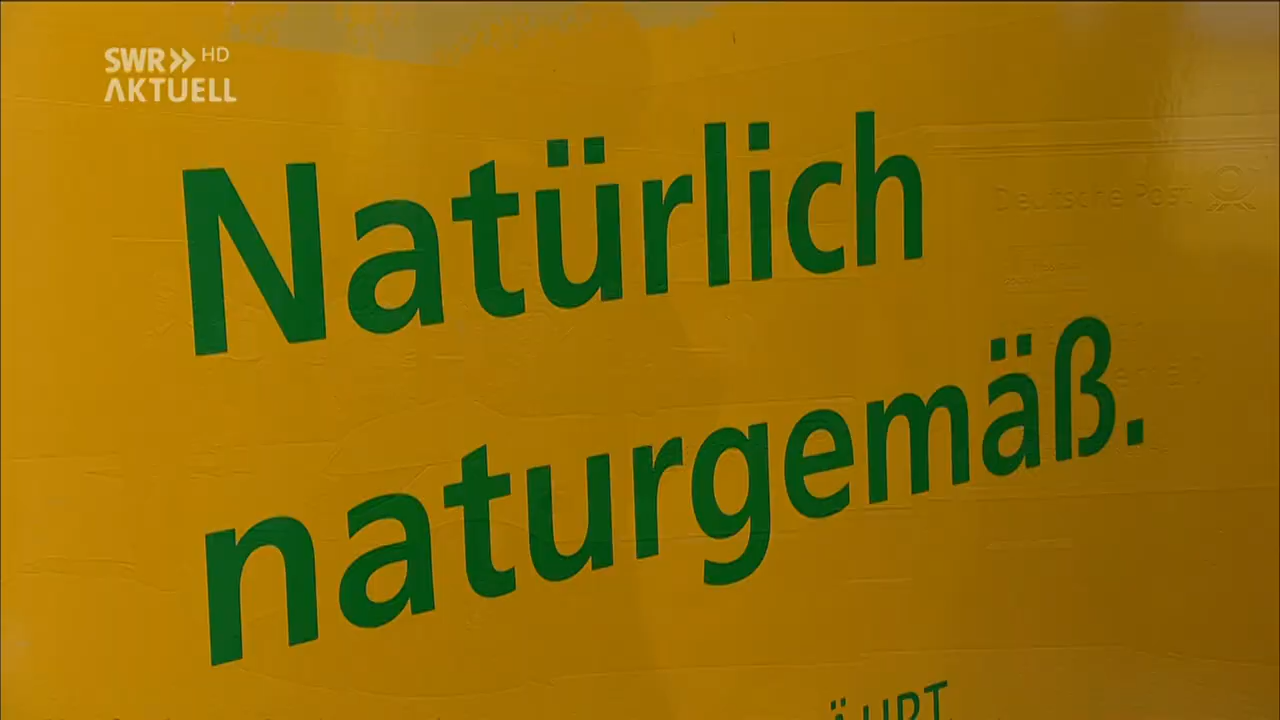 SWR» HD
AKTUELL
Natürlich
Deutsche Post
naturgemäß.